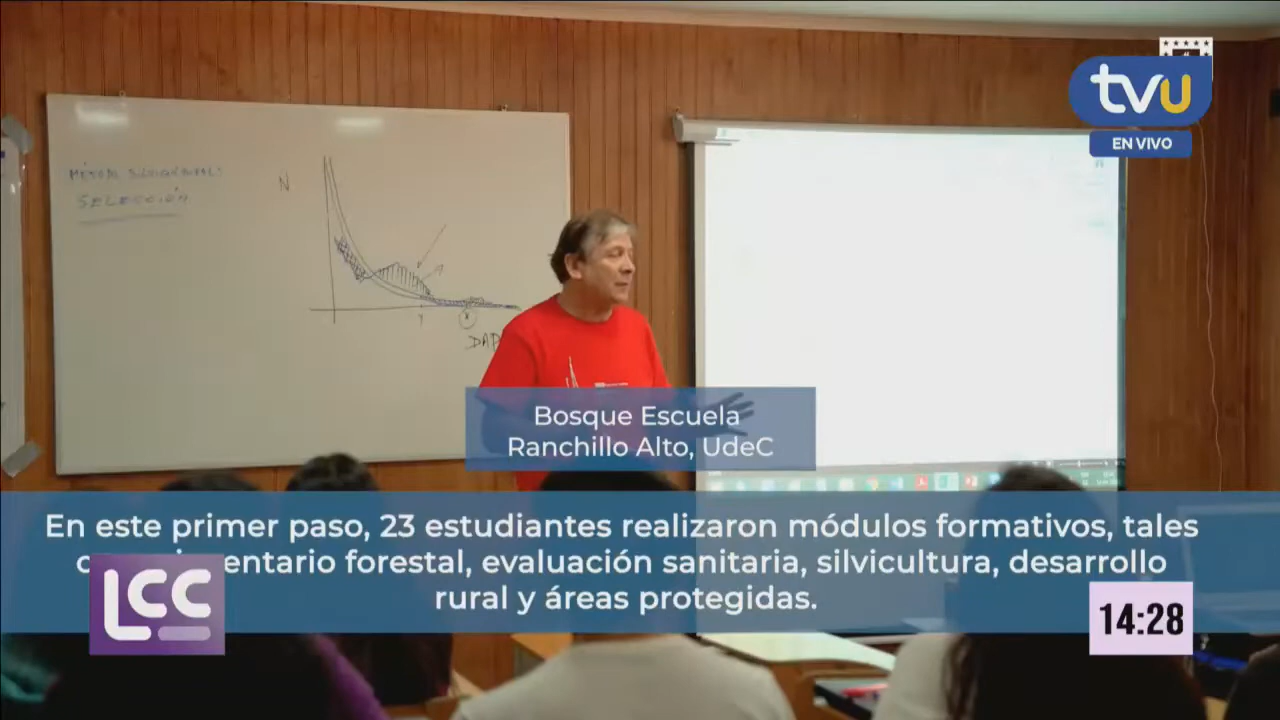 tvu
EN VIVO
SELECCIÓN
N
Bosque Escuela
Ranchillo Alto, UdeC
En este primer paso, 23 estudiantes realizaron módulos formativos, tales
entario forestal, evaluación sanitaria, silvicultura, desarrollo
rural y áreas protegidas.
LCC
14:28